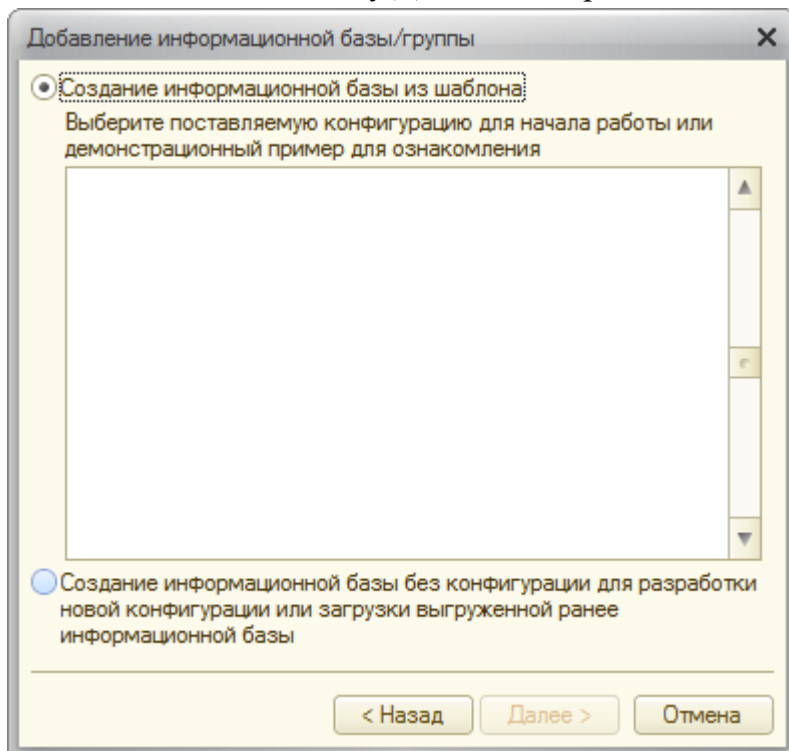 Добавление информационной базы/группы
Создание информационной базы из шаблона
Выберите поставляемую конфигурацию для начала работы или
демонстрационный пример для ознакомления
Создание информационной базы без конфигурации для разработки
новой конфигурации или загрузки выгруженной ранее
информационной базы
< Назад Далее > Отмена